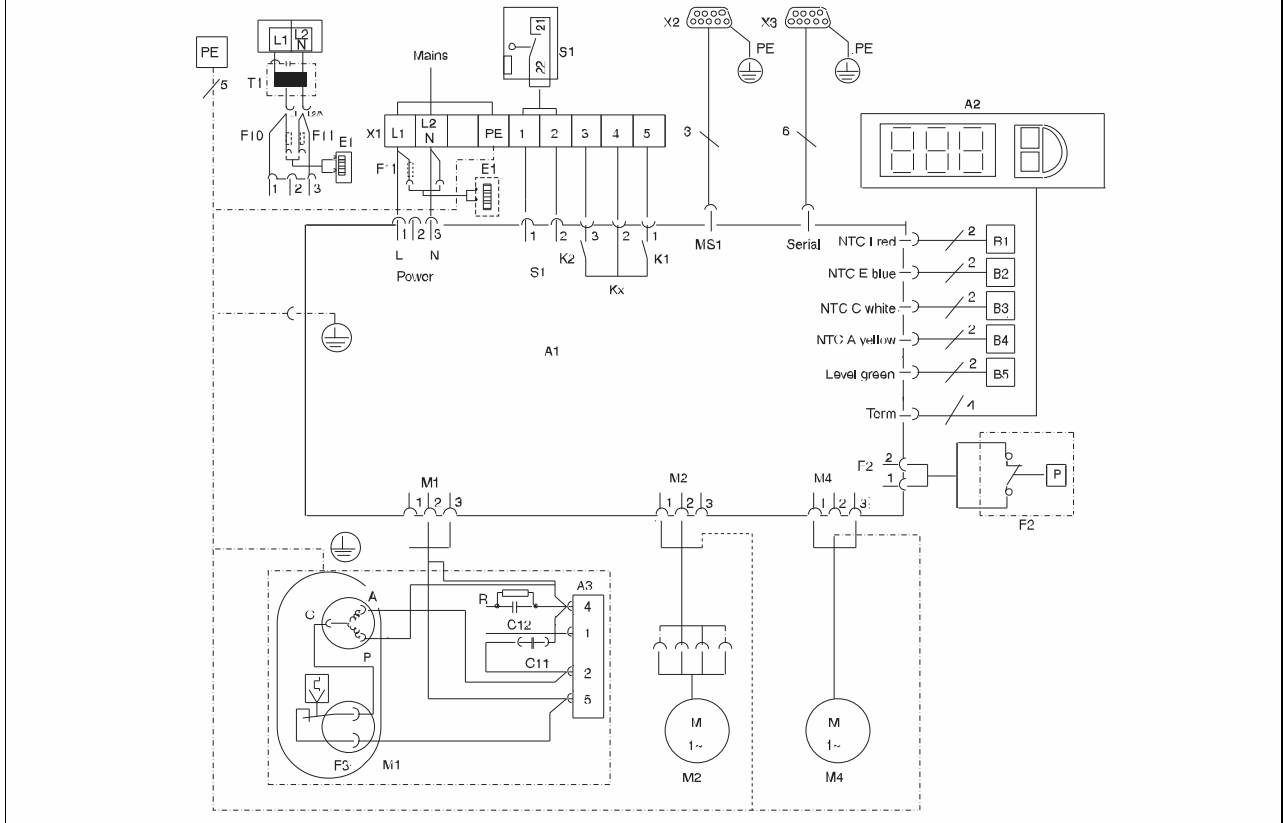 X2
X3
21
22
S1
L1 L2
N
PE
5
T1
PE
PE
Mains
A2
F10
F11
E1
1 2 3
X1 L1 L2
N PE 1 2 3 4 5
3
6
E1
1 2 3
L N
Power
1 2
S1
3 2 1
K2 K1
Kx
MS1
Serial
NTC I red 2 B1
NTC E blue 2 B2
NTC C white 2 B3
NTC A yellow 2 B4
Level green 2 B5
Term
A1
F2 2
1
P
F2
M1
1 2 3
M2
1 2 3
M4
1 2 3
A3
R
4
C12
1
C11
2
5
A
C
P
F3
M1
M
1~
M2
M
1~
M4